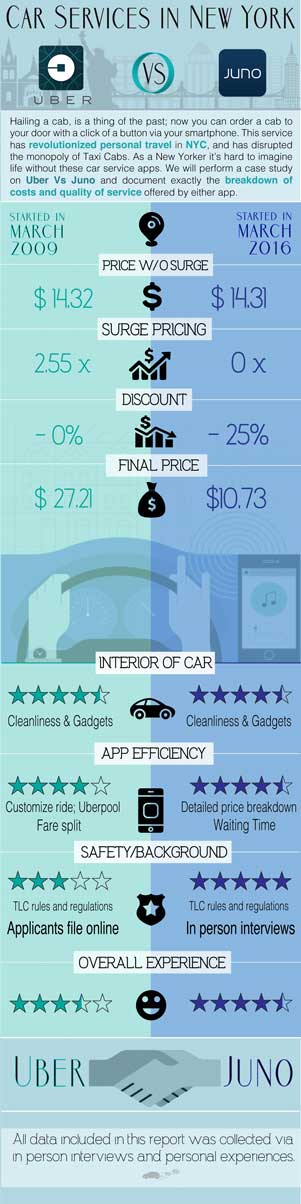 CAR SERVICES IN NEW YORK
UBER
VS
JUNO
Hailing a cab, is a thing of the past; now you can order a cab to
your door with a click of a button via your smartphone. This service
has revolutionized personal travel in NYC, and has disrupted
the monopoly of Taxi Cabs. As a New Yorker it's hard to imagine
life without these car service apps. We will perform a case study
on Uber Vs Juno and document exactly the breakdown of
costs and quality of service offered by either app.
STARTED IN
MARCH
2009
STARTED IN
MARCH
2016
PRICE W/O SURGE
$ 14.32
$ 14.31
SURGE PRICING
2.55 x
0 x
DISCOUNT
- 0%
- 25%
FINAL PRICE
$ 27.21
$10.73
INTERIOR OF CAR
Cleanliness & Gadgets
Cleanliness & Gadgets
APP EFFICIENCY
Customize ride; Uberpool
Fare split
Detailed price breakdown
Waiting Time
SAFETY/BACKGROUND
TLC rules and regulations
Applicants file online
TLC rules and regulations
In person interviews
OVERALL EXPERIENCE
UBER
JUNO
All data included in this report was collected via
in person interviews and personal experiences.